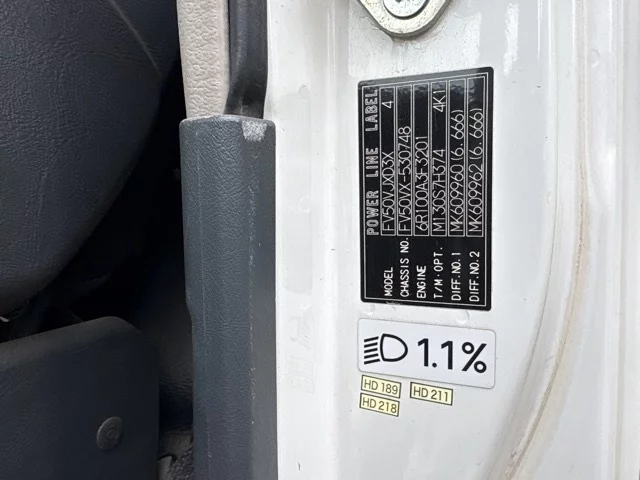 POWER LINE LABEL
MODEL FV50VJXD3X 4
CHASSIS NO. FV50VX-530748
ENGINE 6R100A3F3201
T/M·OPT. M130S7H374 4K1
DIFF.NO.1 MK609960(6.666)
DIFF.NO.2 MK609962(6.666)
1.1%
HD 189
HD 211
HD 218